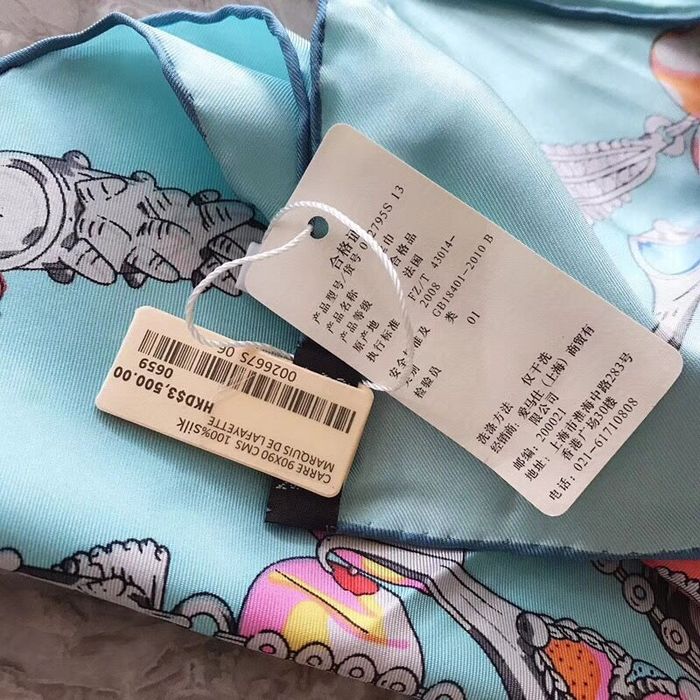 合格证
产品型号/货号 0 2795S 13
产品名称 巾
产品等级 合格品
原产地 法国
执行标准 FZ/T 43014-
2008
安全 及 GB18401-2010 B
类别 类
检验员 01
洗涤方法 仅干洗
经销商: 爱马仕(上海)商贸有
限公司
邮编: 200021
地址: 上海市淮海中路283号
香港广场30楼
电话: 021-61710808
CARRE 90X90 CMS 100%silk
MARQUIS DE LAFAYETTE
HKD$3,500.00
0659
002667S 06